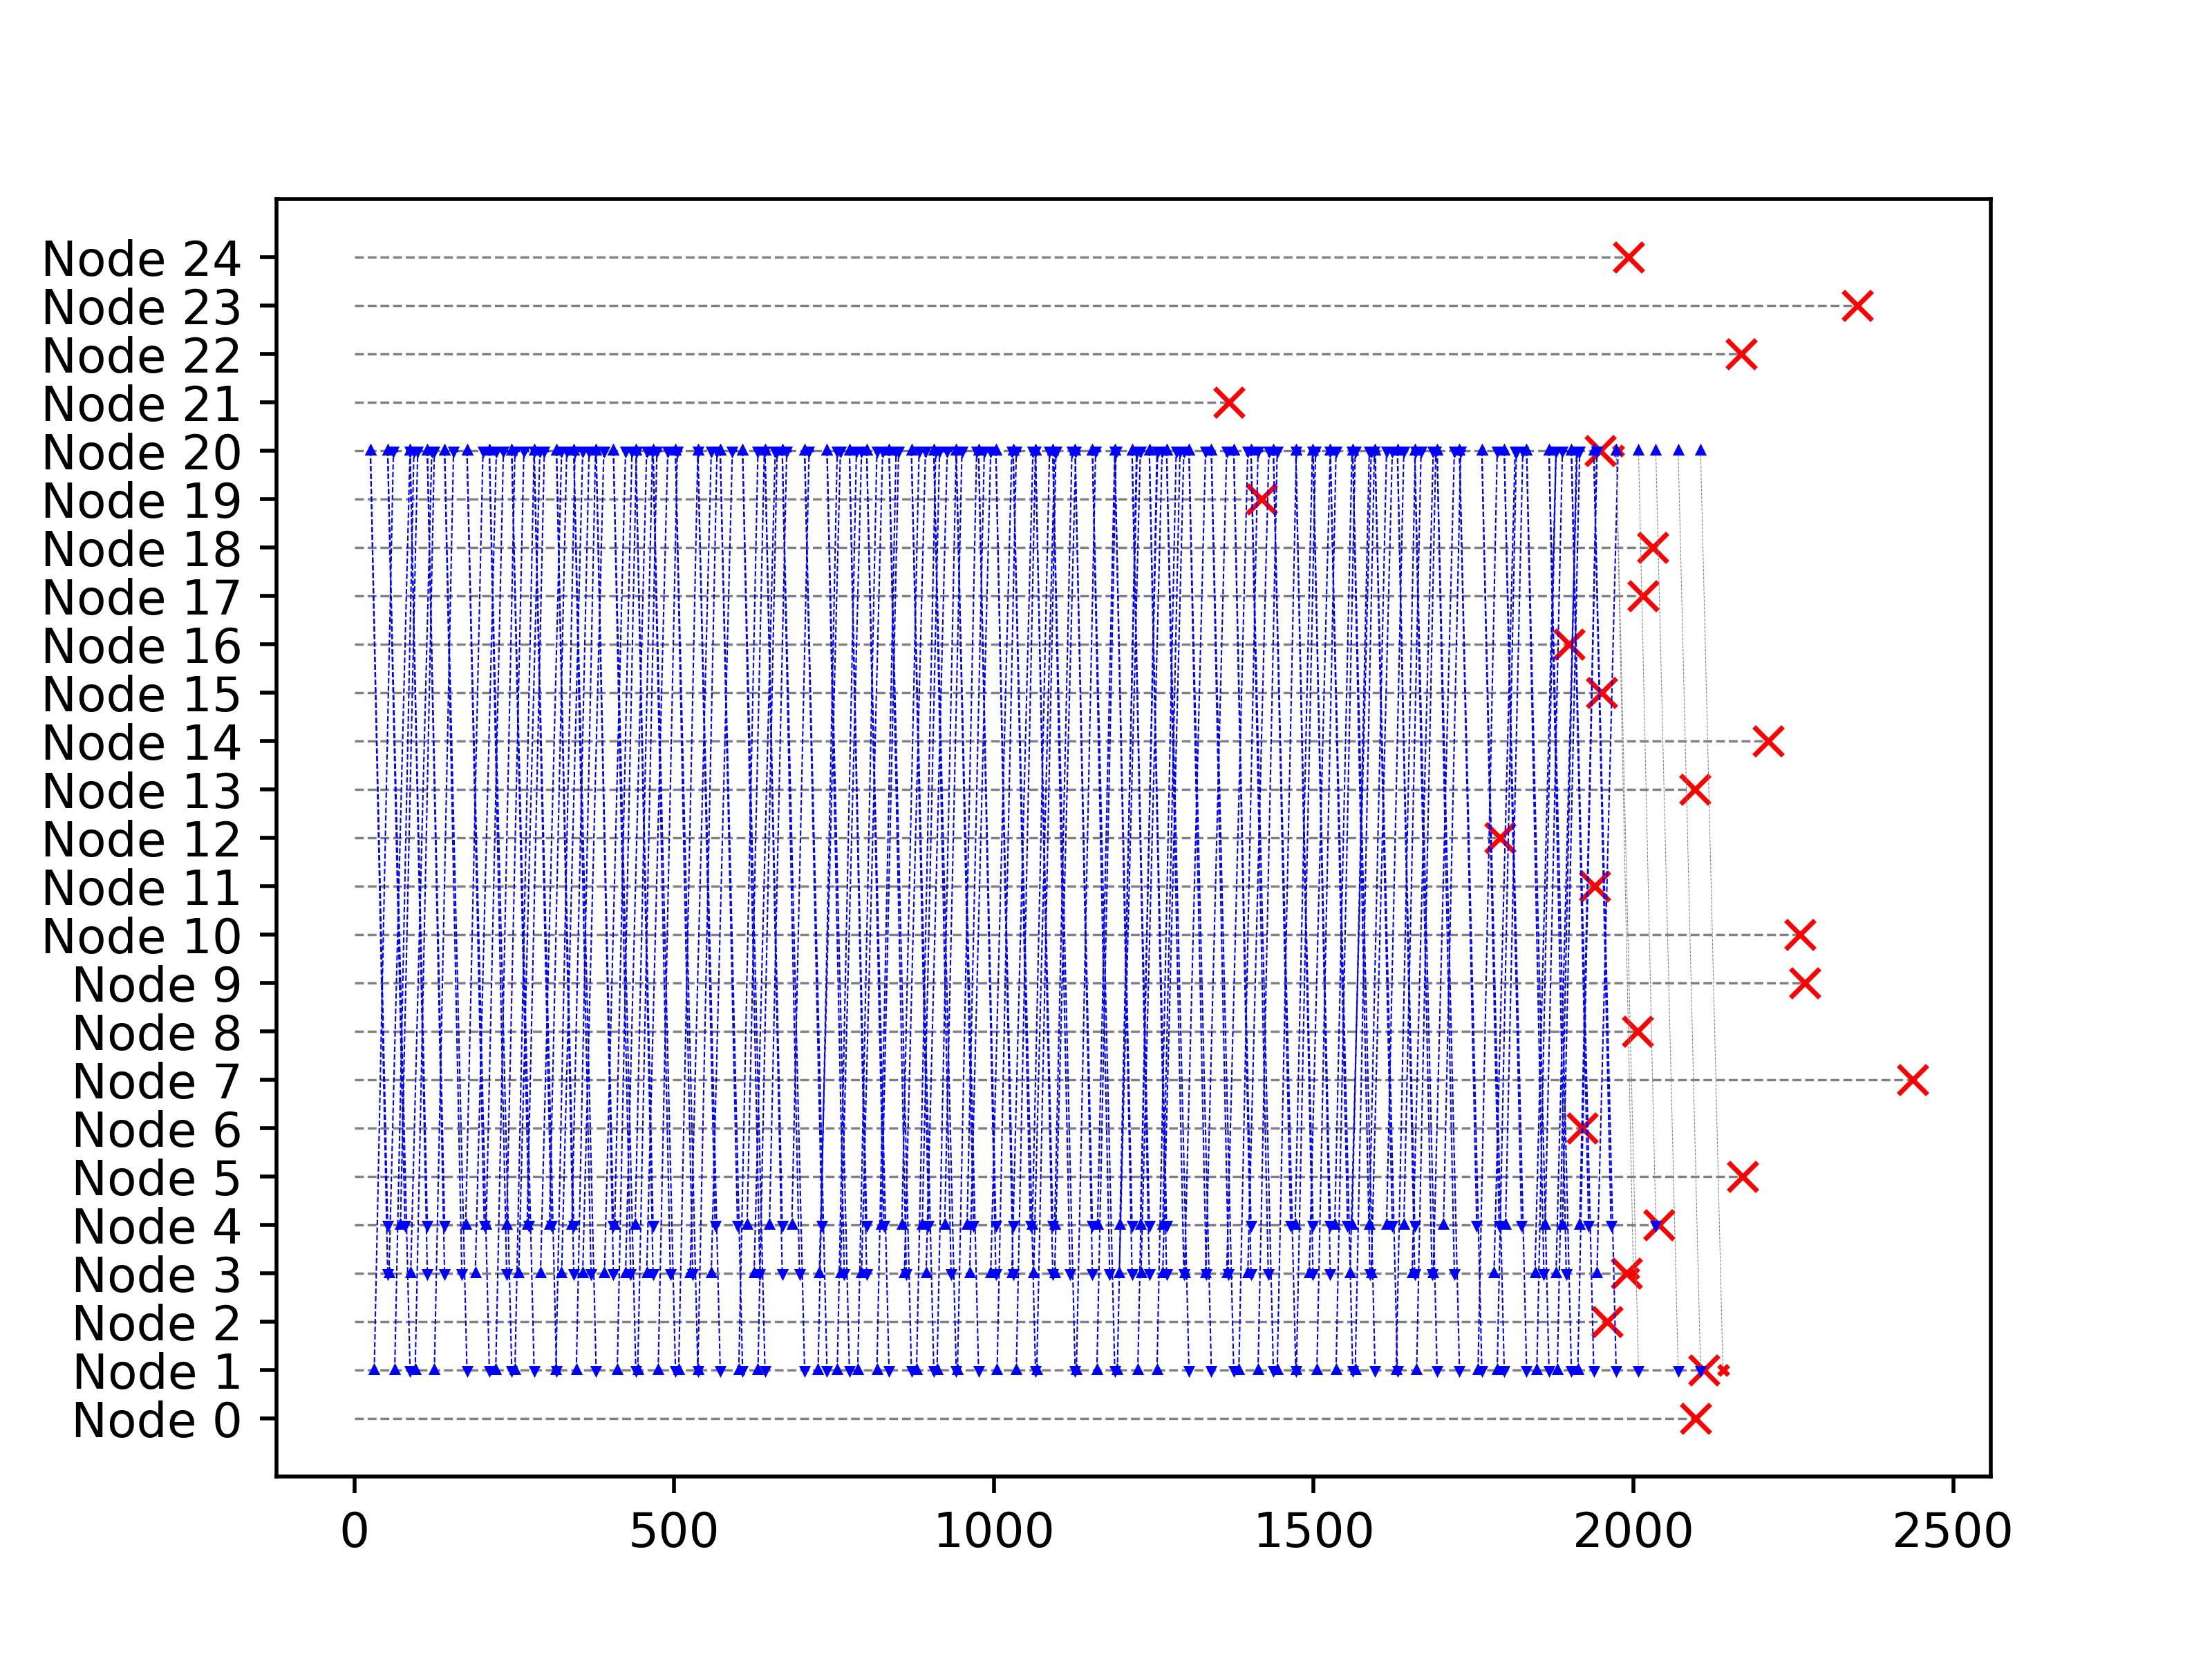 Node 24
Node 23
Node 22
Node 21
Node 20
Node 19
Node 18
Node 17
Node 16
Node 15
Node 14
Node 13
Node 12
Node 11
Node 10
Node 9
Node 8
Node 7
Node 6
Node 5
Node 4
Node 3
Node 2
Node 1
Node 0
0 500 1000 1500 2000 2500